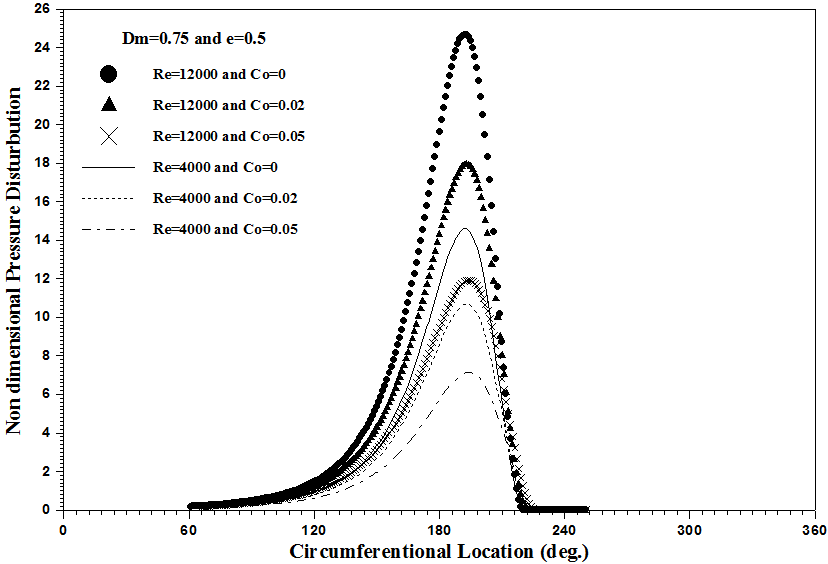 26
24
22
20
18
16
14
12
10
8
6
4
2
0
Non dimensional Pressure Disturbution
Dm=0.75 and e=0.5
Re=12000 and Co=0
Re=12000 and Co=0.02
Re=12000 and Co=0.05
Re=4000 and Co=0
Re=4000 and Co=0.02
Re=4000 and Co=0.05
0 60 120 180 240 300 360
Circumferentional Location (deg.)